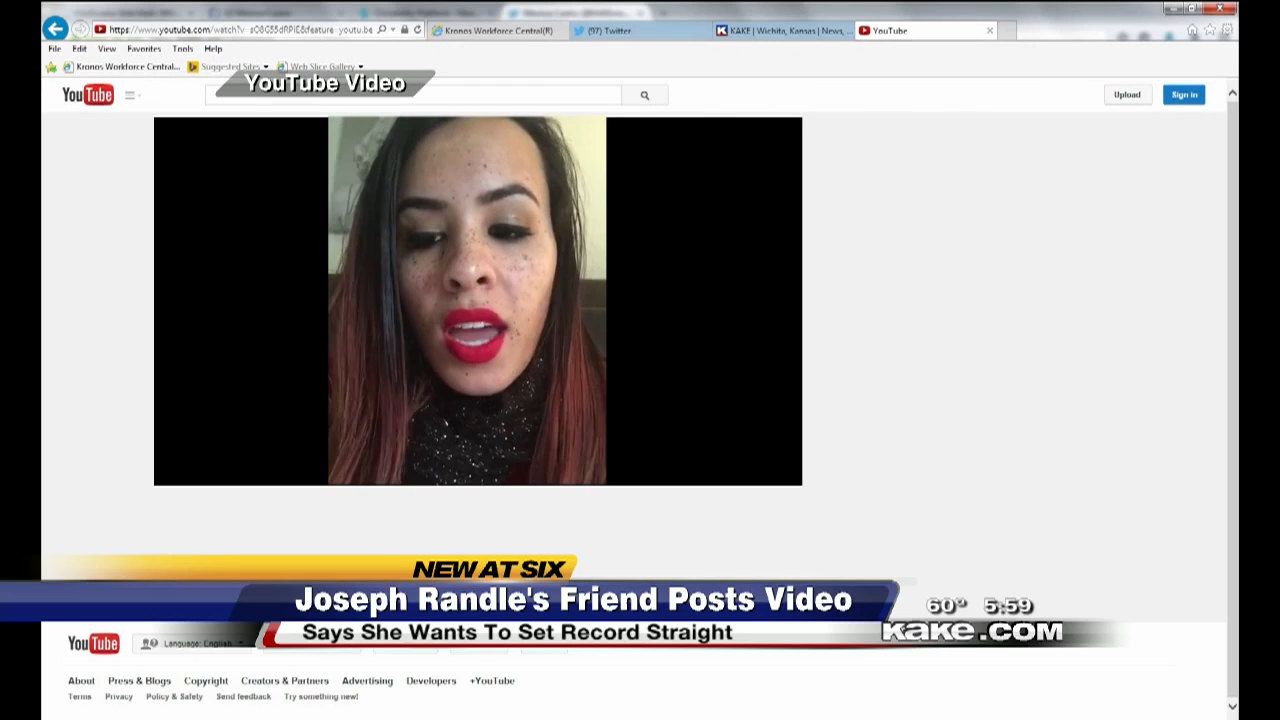 https://www.youtube.com/watch?v
Kronos Workforce Central(R)
(97) Twitter
KAKE | Wichita, Kansas | News, ...
YouTube
File Edit View Favorites Tools Help
Kronos Workforce Central...
Suggested Sites
Web Slice Gallery
YouTube Video
YouTube
Upload
Sign in
NEW AT SIX
Joseph Randle's Friend Posts Video
60° 5:59
Says She Wants To Set Record Straight
KAKE.COM
YouTube
Language: English
About Press & Blogs Copyright Creators & Partners Advertising Developers +YouTube
Terms Privacy Policy & Safety Send feedback Try something new!